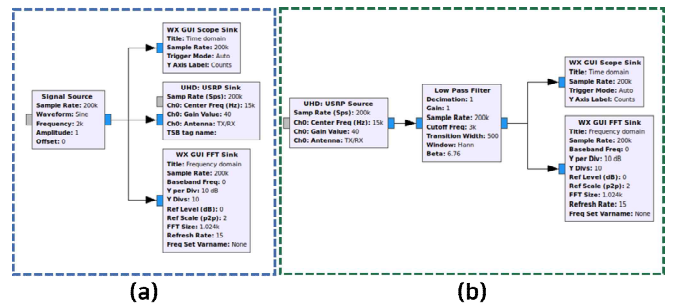 WX GUI Scope Sink
Title: Time domain
Sample Rate: 200k
Trigger Mode: Auto
Y Axis Label: Counts
Signal Source
Sample Rate: 200k
Waveform: Sine
Frequency: 2k
Amplitude: 1
Offset: 0
UHD: USRP Sink
Samp Rate (Sps): 200k
Ch0: Center Freq (Hz): 15k
Ch0: Gain Value: 40
Ch0: Antenna: TX/RX
TSB tag name:
WX GUI FFT Sink
Title: Frequency domain
Sample Rate: 200k
Baseband Freq: 0
Y per Div: 10 dB
Y Divs: 10
Ref Level (dB): 0
Ref Scale (p2p): 2
FFT Size: 1.024k
Refresh Rate: 15
Freq Set Varname: None
(a)
UHD: USRP Source
Samp Rate (Sps): 200k
Ch0: Center Freq (Hz): 15k
Ch0: Gain Value: 40
Ch0: Antenna: TX/RX
Low Pass Filter
Decimation: 1
Gain: 1
Sample Rate: 200k
Cutoff Freq: 3k
Transition Width: 500
Window: Hann
Beta: 6.76
WX GUI Scope Sink
Title: Time domain
Sample Rate: 200k
Trigger Mode: Auto
Y Axis Label: Counts
WX GUI FFT Sink
Title: Frequency domain
Sample Rate: 200k
Baseband Freq: 0
Y per Div: 10 dB
Y Divs: 10
Ref Level (dB): 0
Ref Scale (p2p): 2
FFT Size: 1.024k
Refresh Rate: 15
Freq Set Varname: None
(b)